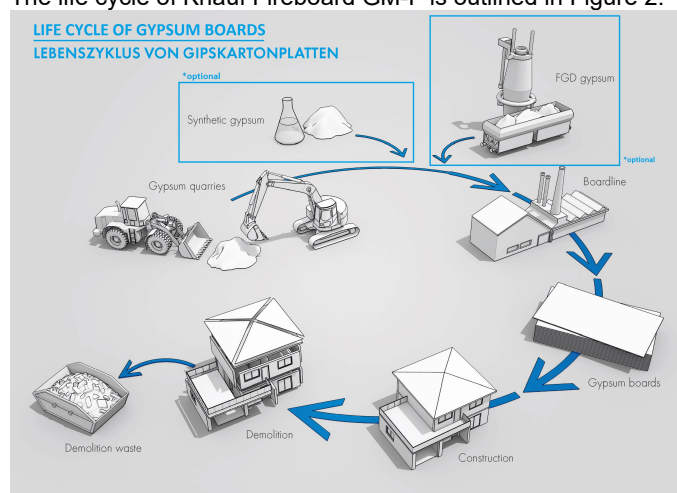 The life cycle of Knauf Fireboard GM-F is outlined in Figure 2.
LIFE CYCLE OF GYPSUM BOARDS
LEBENSZYKLUS VON GIPSKARTONPLATTEN
*optional
Synthetic gypsum
FGD gypsum
*optional
Gypsum quarries
Boardline
Gypsum boards
Demolition waste
Demolition
Construction